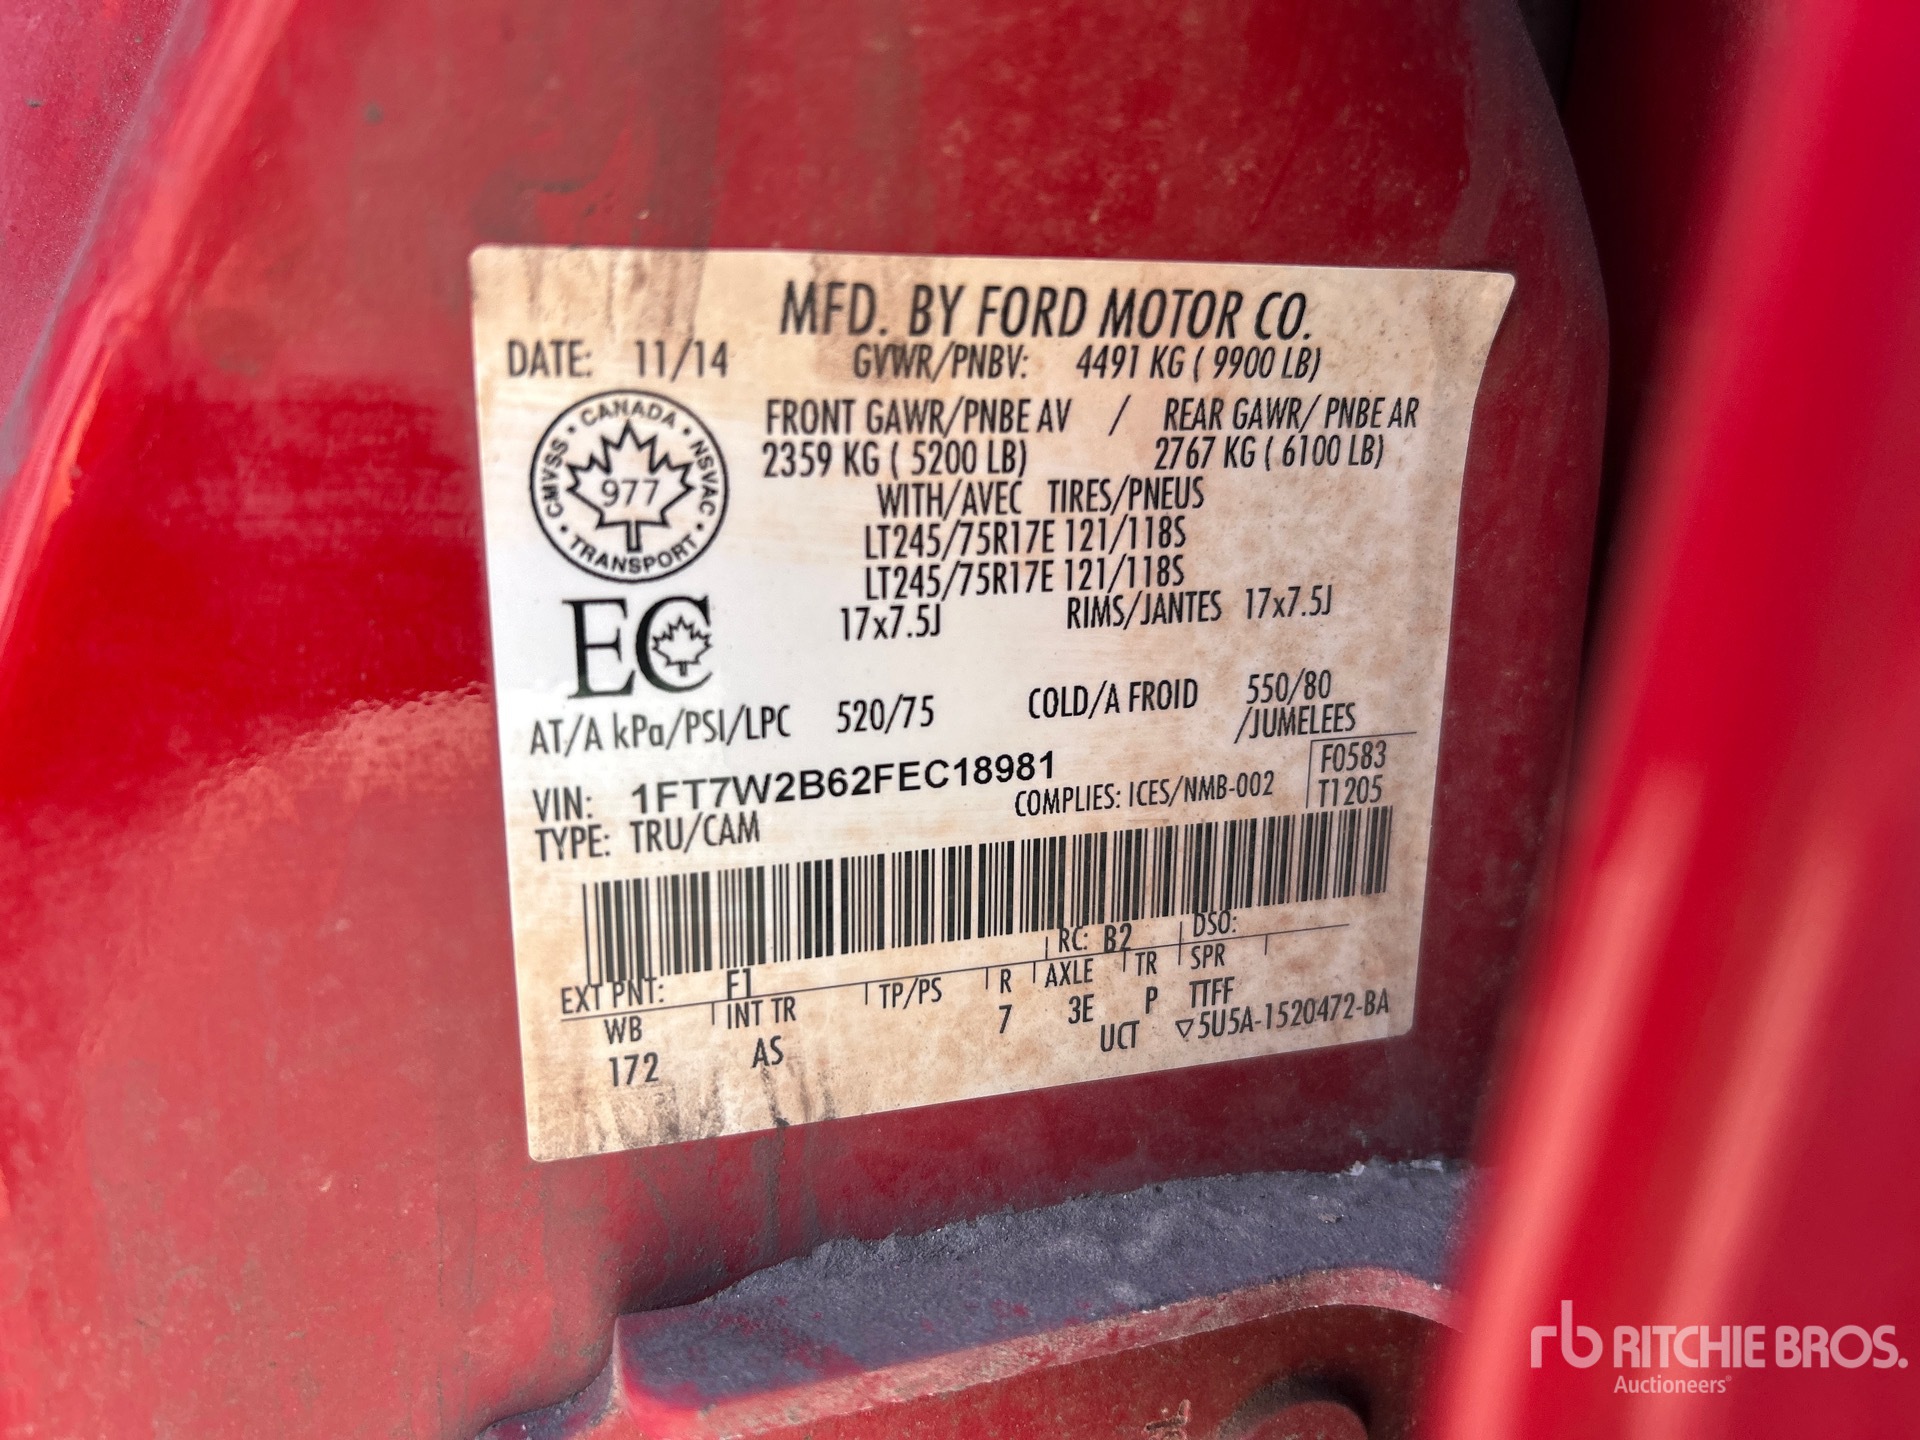 MFD. BY FORD MOTOR CO.
DATE: 11/14 GVWR/PNBV: 4491 KG ( 9900 LB)
FRONT GAWR/PNBE AV / REAR GAWR/ PNBE AR
2359 KG ( 5200 LB) 2767 KG ( 6100 LB)
WITH/AVEC TIRES/PNEUS
LT245/75R17E 121/118S
LT245/75R17E 121/118S
17x7.5J RIMS/JANTES 17x7.5J
CANADA
CMVSS • NSVAC
977
TRANSPORT
EC
AT/A kPa/PSI/LPC 520/75 COLD/A FROID 550/80
/JUMELEES
VIN: 1FT7W2B62FEC18981
COMPLIES: ICES/NMB-002
F0583
T1205
TYPE: TRU/CAM
EXT PNT: F1 RC: B2 DSO:
WB INT TR TP/PS R AXLE TR SPR
172 AS 7 3E P TTFF
UCT ▽5U5A-1520472-BA
rb RITCHIE BROS.
Auctioneers®